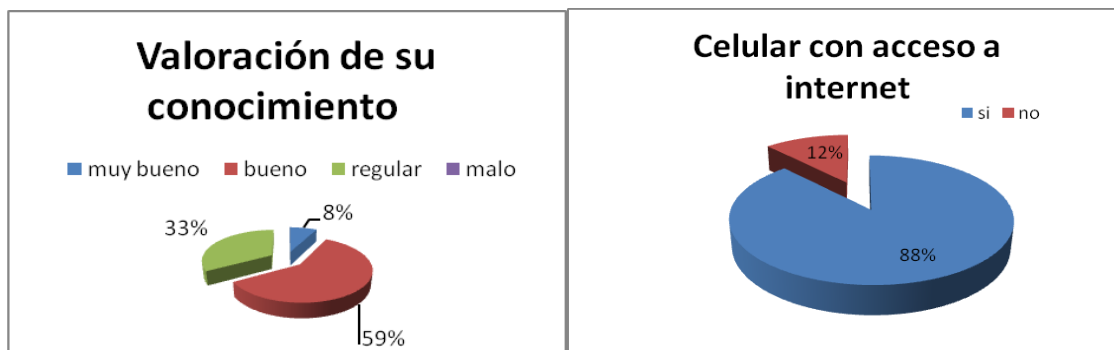 Valoración de su
conocimiento
muy bueno bueno regular malo
8%
33%
59%
Celular con acceso a
internet
si no
12%
88%